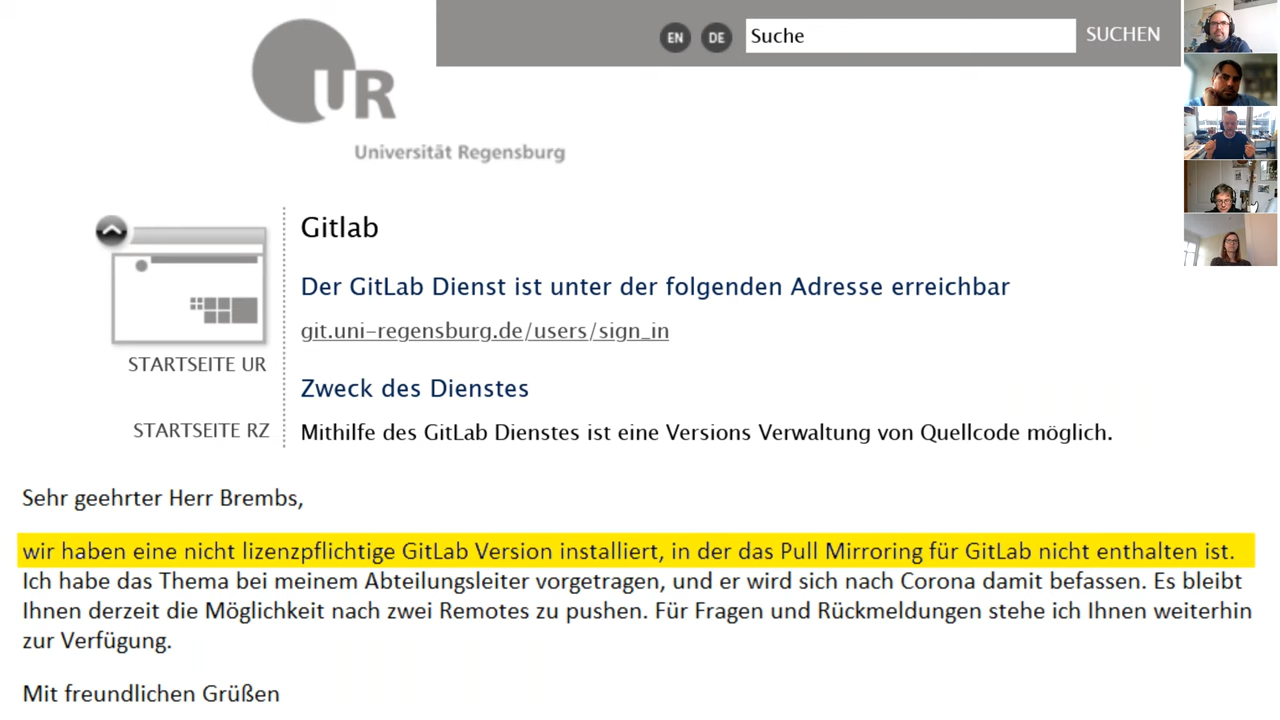 EN DE Suche SUCHEN
UR
Universität Regensburg
Gitlab
Der GitLab Dienst ist unter der folgenden Adresse erreichbar
git.uni-regensburg.de/users/sign_in
STARTSEITE UR
Zweck des Dienstes
STARTSEITE RZ
Mithilfe des GitLab Dienstes ist eine Versions Verwaltung von Quellcode möglich.
Sehr geehrter Herr Brembs,
wir haben eine nicht lizenzpflichtige GitLab Version installiert, in der das Pull Mirroring für GitLab nicht enthalten ist.
Ich habe das Thema bei meinem Abteilungsleiter vorgetragen, und er wird sich nach Corona damit befassen. Es bleibt
Ihnen derzeit die Möglichkeit nach zwei Remotes zu pushen. Für Fragen und Rückmeldungen stehe ich Ihnen weiterhin
zur Verfügung.
Mit freundlichen Grüßen